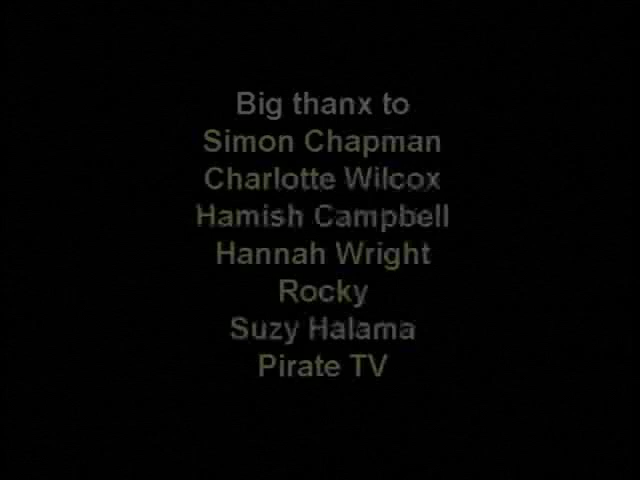 Big thanx to
Simon Chapman
Charlotte Wilcox
Hamish Campbell
Hannah Wright
Rocky
Suzy Halama
Pirate TV